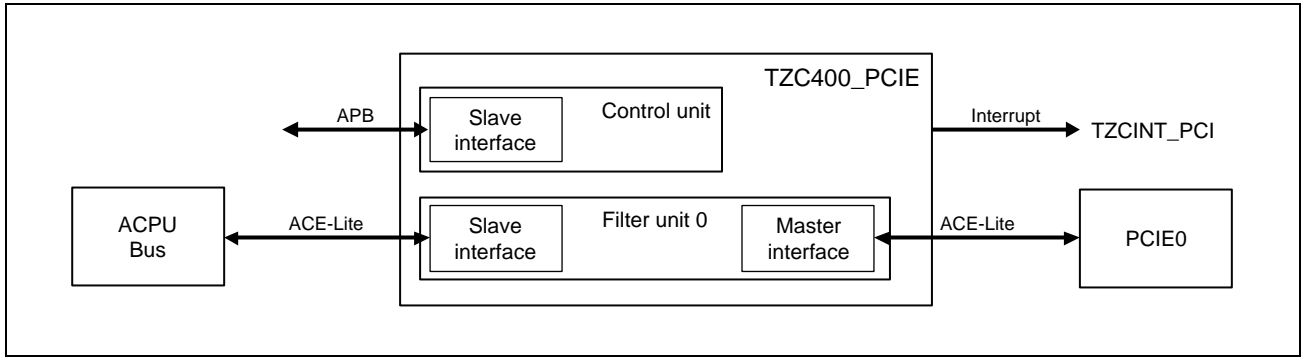 TZC400_PCIE
APB
Slave
interface
Control unit
Interrupt
TZCINT_PCI
ACPU
Bus
ACE-Lite
Slave
interface
Filter unit 0
Master
interface
ACE-Lite
PCIE0